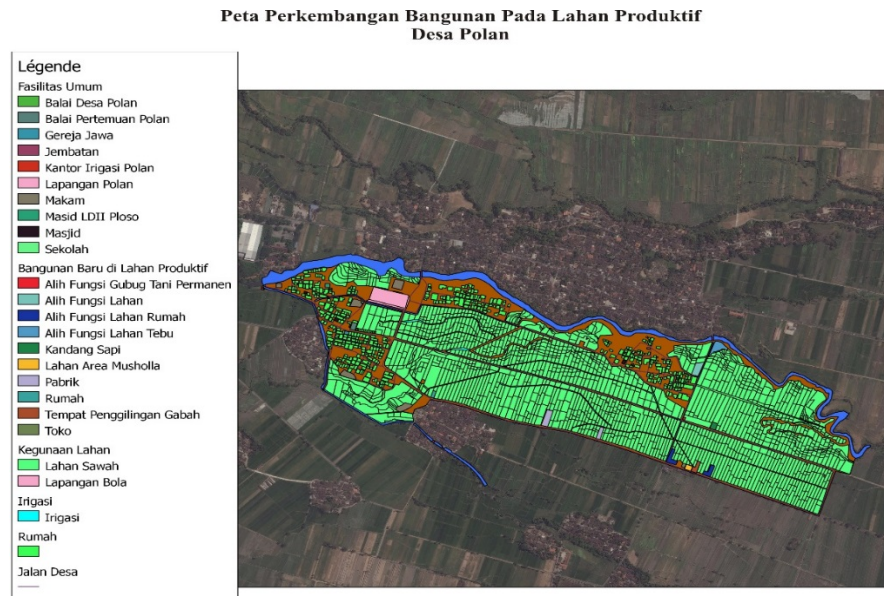 Peta Perkembangan Bangunan Pada Lahan Produktif
Desa Polan
Légende
Fasilitas Umum
Balai Desa Polan
Balai Pertemuan Polan
Gereja Jawa
Jembatan
Kantor Irigasi Polan
Lapangan Polan
Makam
Masid LDII Ploso
Masjid
Sekolah
Bangunan Baru di Lahan Produktif
Alih Fungsi Gubug Tani Permanen
Alih Fungsi Lahan
Alih Fungsi Lahan Rumah
Alih Fungsi Lahan Tebu
Kandang Sapi
Lahan Area Musholla
Pabrik
Rumah
Tempat Penggilingan Gabah
Toko
Kegunaan Lahan
Lahan Sawah
Lapangan Bola
Irigasi
Irigasi
Rumah
Jalan Desa